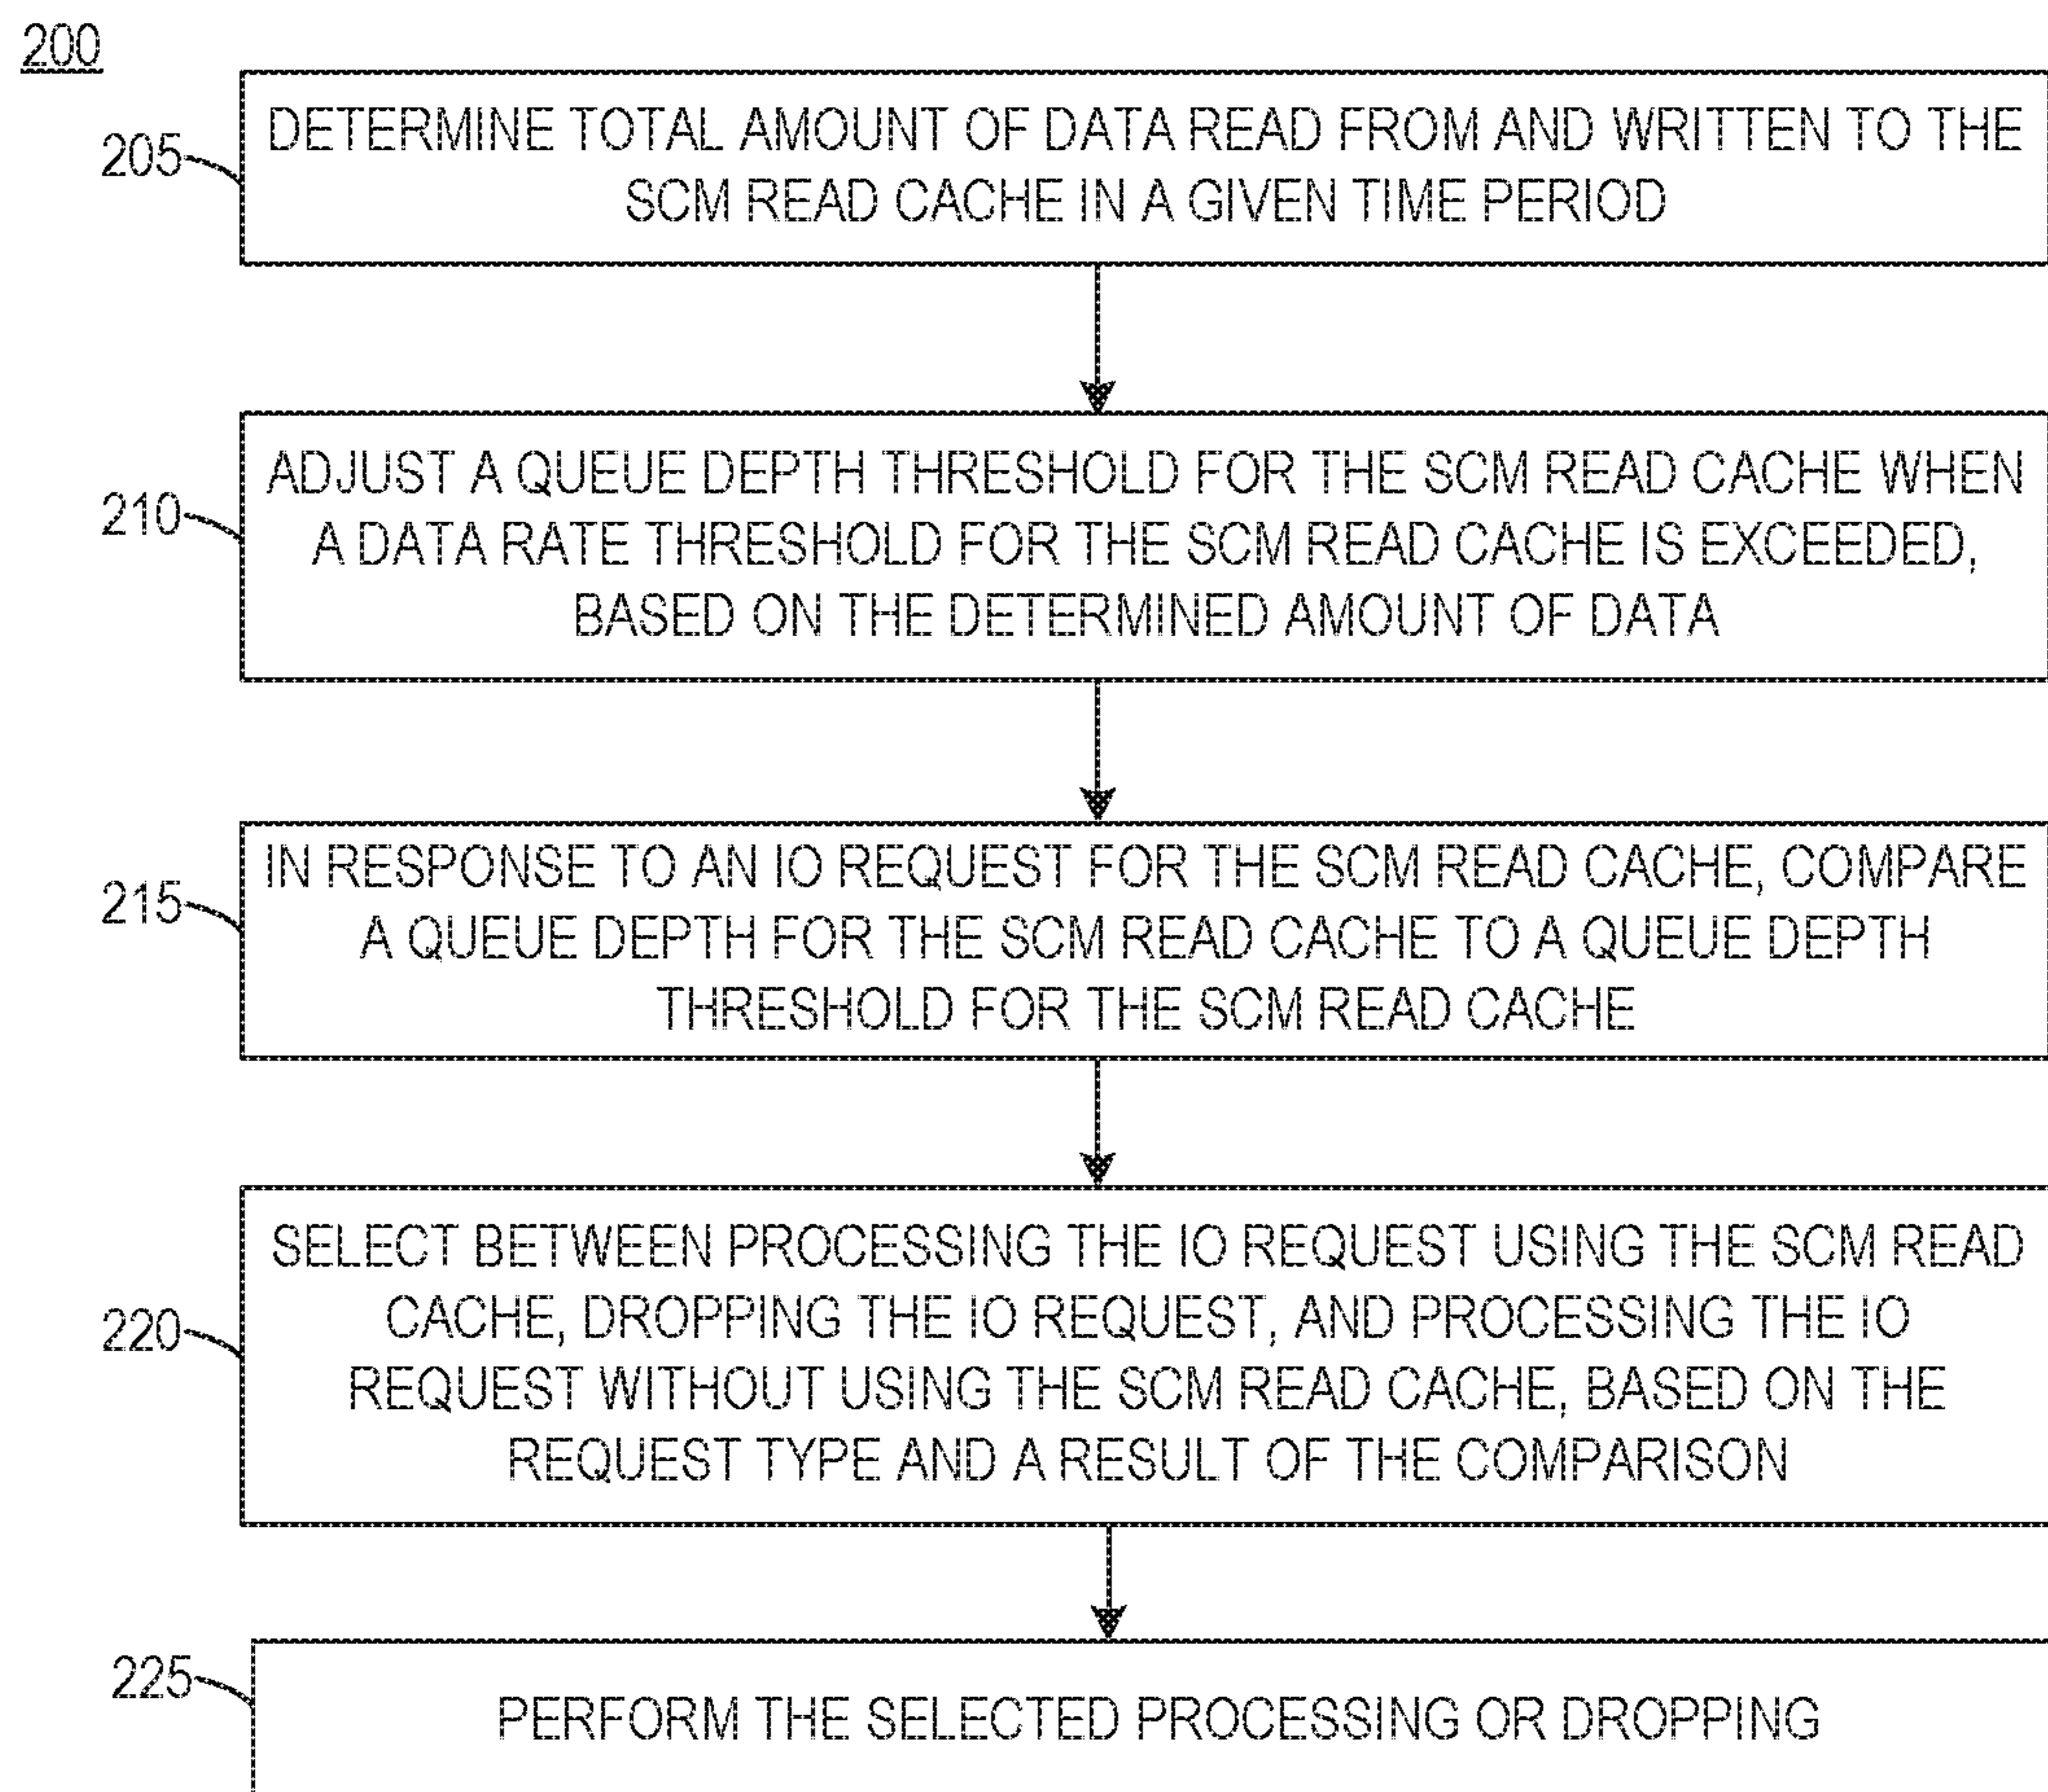 200
205
DETERMINE TOTAL AMOUNT OF DATA READ FROM AND WRITTEN TO THE
SCM READ CACHE IN A GIVEN TIME PERIOD
210
ADJUST A QUEUE DEPTH THRESHOLD FOR THE SCM READ CACHE WHEN
A DATA RATE THRESHOLD FOR THE SCM READ CACHE IS EXCEEDED,
BASED ON THE DETERMINED AMOUNT OF DATA
215
IN RESPONSE TO AN IO REQUEST FOR THE SCM READ CACHE, COMPARE
A QUEUE DEPTH FOR THE SCM READ CACHE TO A QUEUE DEPTH
THRESHOLD FOR THE SCM READ CACHE
220
SELECT BETWEEN PROCESSING THE IO REQUEST USING THE SCM READ
CACHE, DROPPING THE IO REQUEST, AND PROCESSING THE IO
REQUEST WITHOUT USING THE SCM READ CACHE, BASED ON THE
REQUEST TYPE AND A RESULT OF THE COMPARISON
225
PERFORM THE SELECTED PROCESSING OR DROPPING